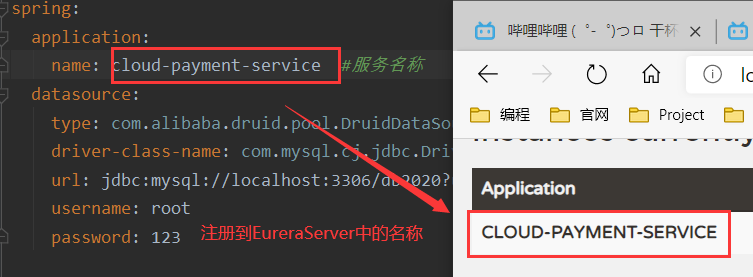 spring:
application:
name: cloud-payment-service #服务名称
datasource:
type: com.alibaba.druid.pool.DruidDataSo
driver-class-name: com.mysql.cj.jdbc.Dri
url: jdbc:mysql://localhost:3306/db2020?
username: root
password: 123 注册到EureraServer中的名称
哔哩哔哩 (゜-゜)つロ 干杯
lo
编程 官网 Project
Instances currently
Application
CLOUD-PAYMENT-SERVICE